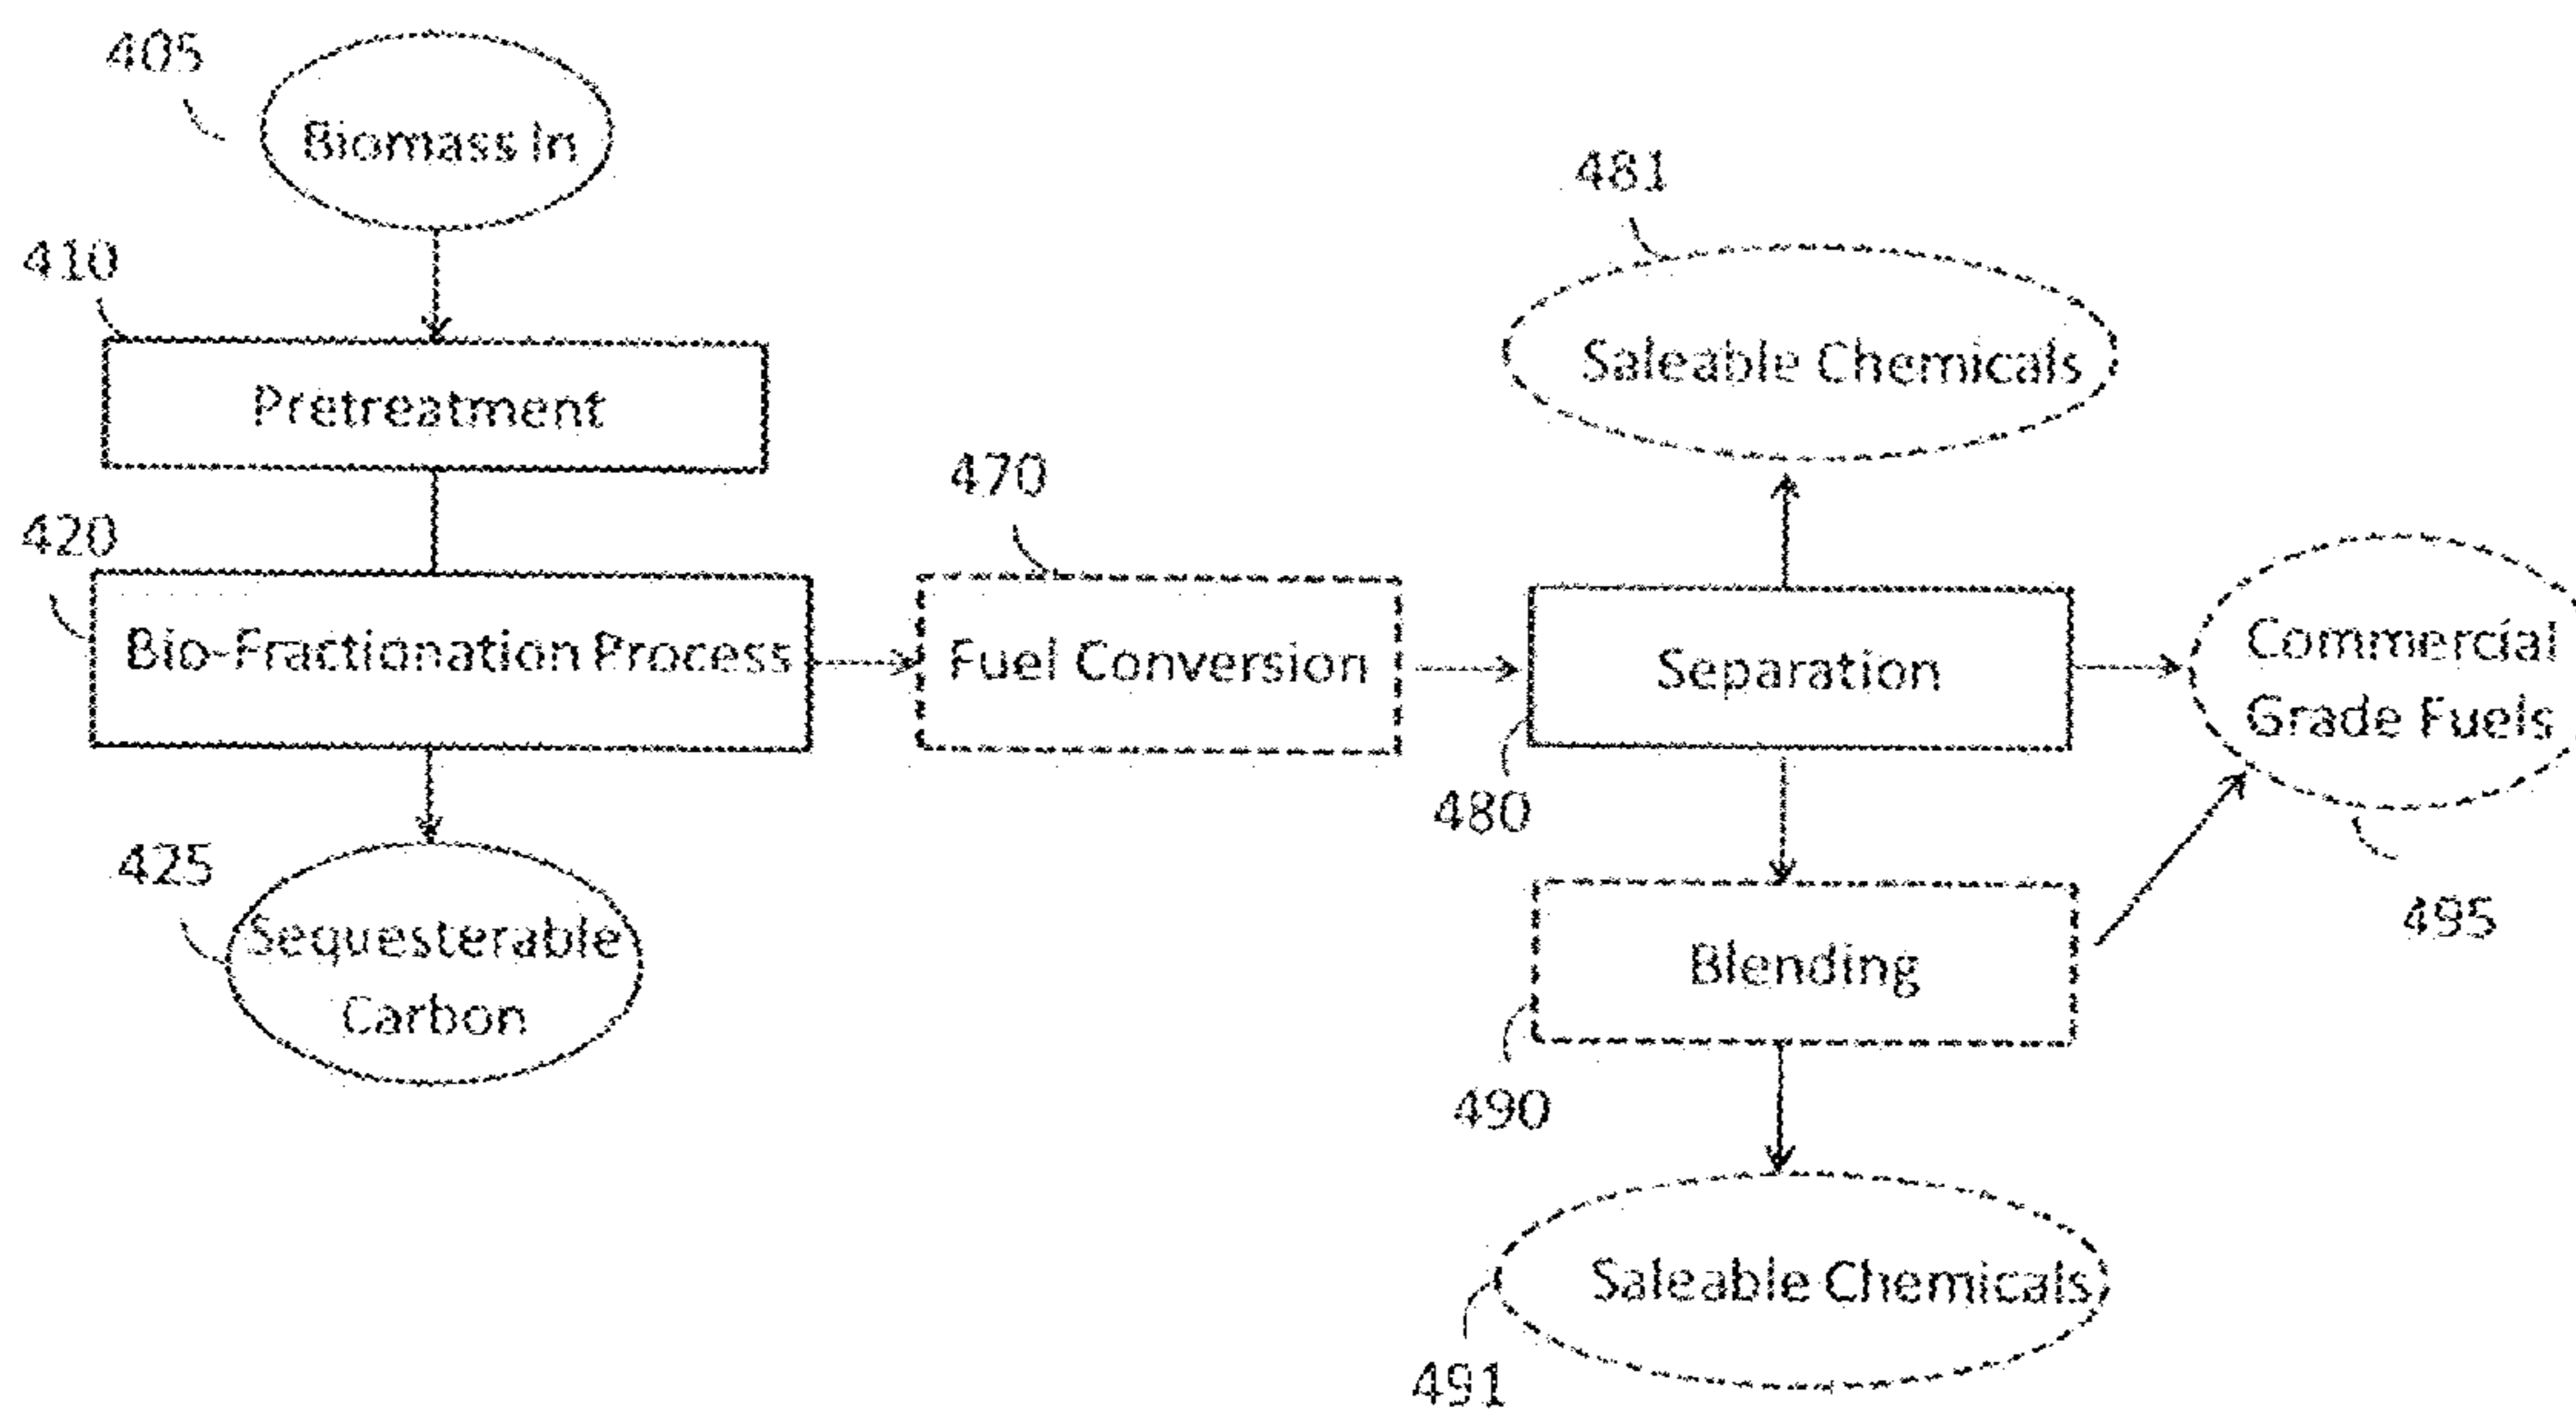 405
Biomass In
410
Pretreatment
420
Bio-Fractionation Process
425
Sequesterable
Carbon
470
Fuel Conversion
481
Saleable Chemicals
Separation
480
Commercial
Grade Fuels
495
Blending
490
Saleable Chemicals
491